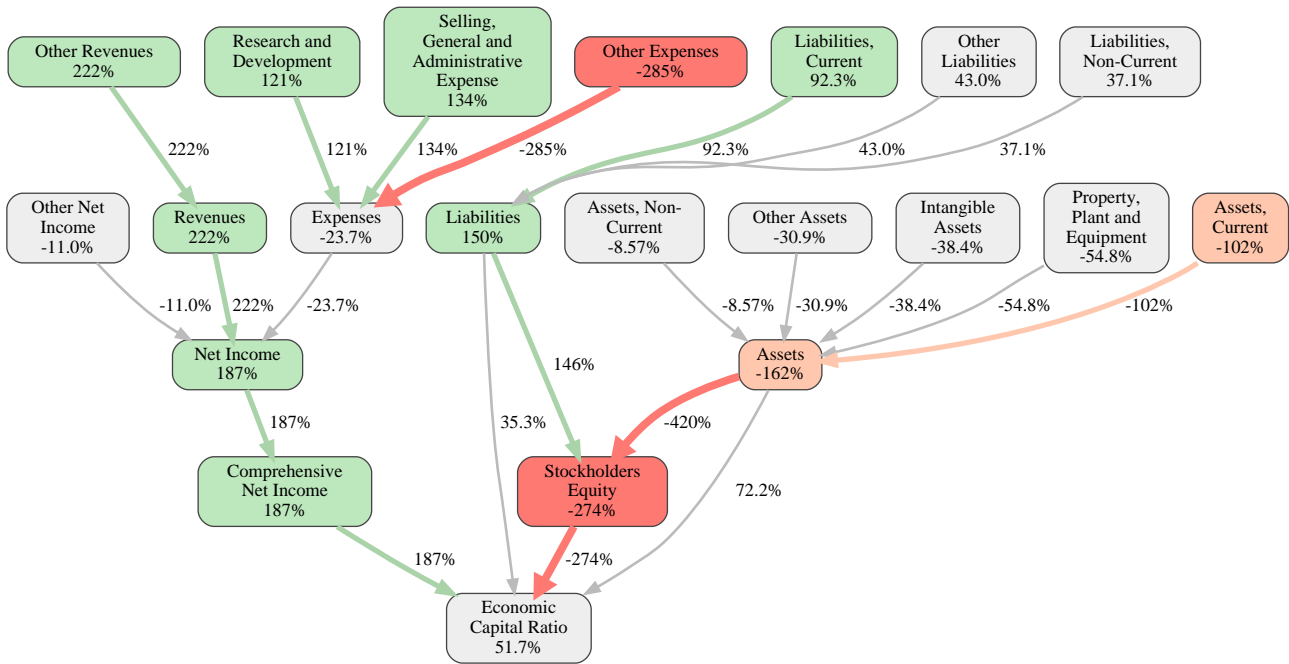 Other Revenues
222%
Research and
Development
121%
Selling,
General and
Administrative
Expense
134%
Other Expenses
-285%
Liabilities,
Current
92.3%
Other
Liabilities
43.0%
Liabilities,
Non-Current
37.1%
222%
121%
134%
-285%
92.3%
43.0%
37.1%
Other Net
Income
-11.0%
Revenues
222%
Expenses
-23.7%
Liabilities
150%
Assets, Non-
Current
-8.57%
Other Assets
-30.9%
Intangible
Assets
-38.4%
Property,
Plant and
Equipment
-54.8%
Assets,
Current
-102%
-11.0%
222%
-23.7%
-8.57%
-30.9%
-38.4%
-54.8%
-102%
Net Income
187%
146%
Assets
-162%
187%
35.3%
-420%
Comprehensive
Net Income
187%
Stockholders
Equity
-274%
72.2%
187%
-274%
Economic
Capital Ratio
51.7%